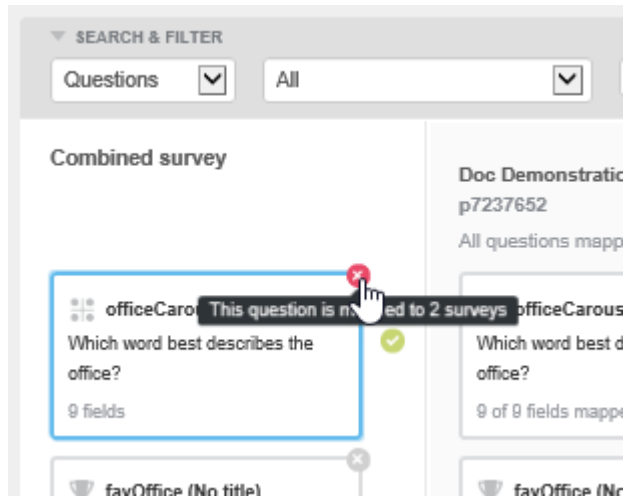 SEARCH & FILTER
Questions
All
Combined survey
Doc Demonstratio
p7237652
All questions mapp
officeCaro
This question is m ed to 2 surveys
officeCarous
Which word best describes the
office?
9 fields
Which word best d
office?
9 of 9 fields mappe
favOffice (No title)
favOffice (No